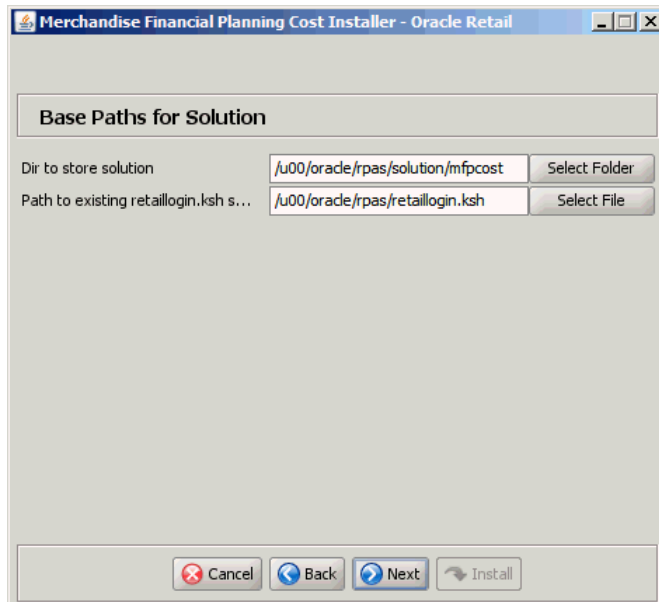 Merchandise Financial Planning Cost Installer - Oracle Retail
Base Paths for Solution
Dir to store solution /u00/oracle/rpas/solution/mfpcost Select Folder
Path to existing retaillogin.ksh s... /u00/oracle/rpas/retaillogin.ksh Select File
Cancel Back Next Install